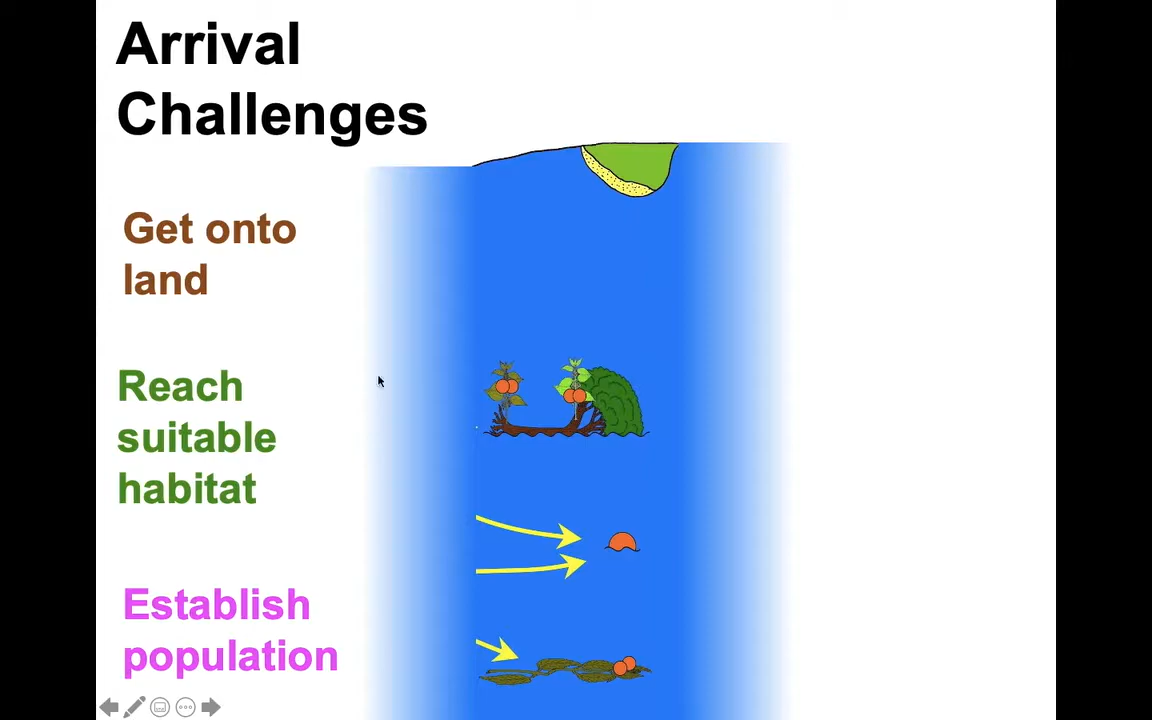 Arrival
Challenges
Get onto
land
Reach
suitable
habitat
Establish
population